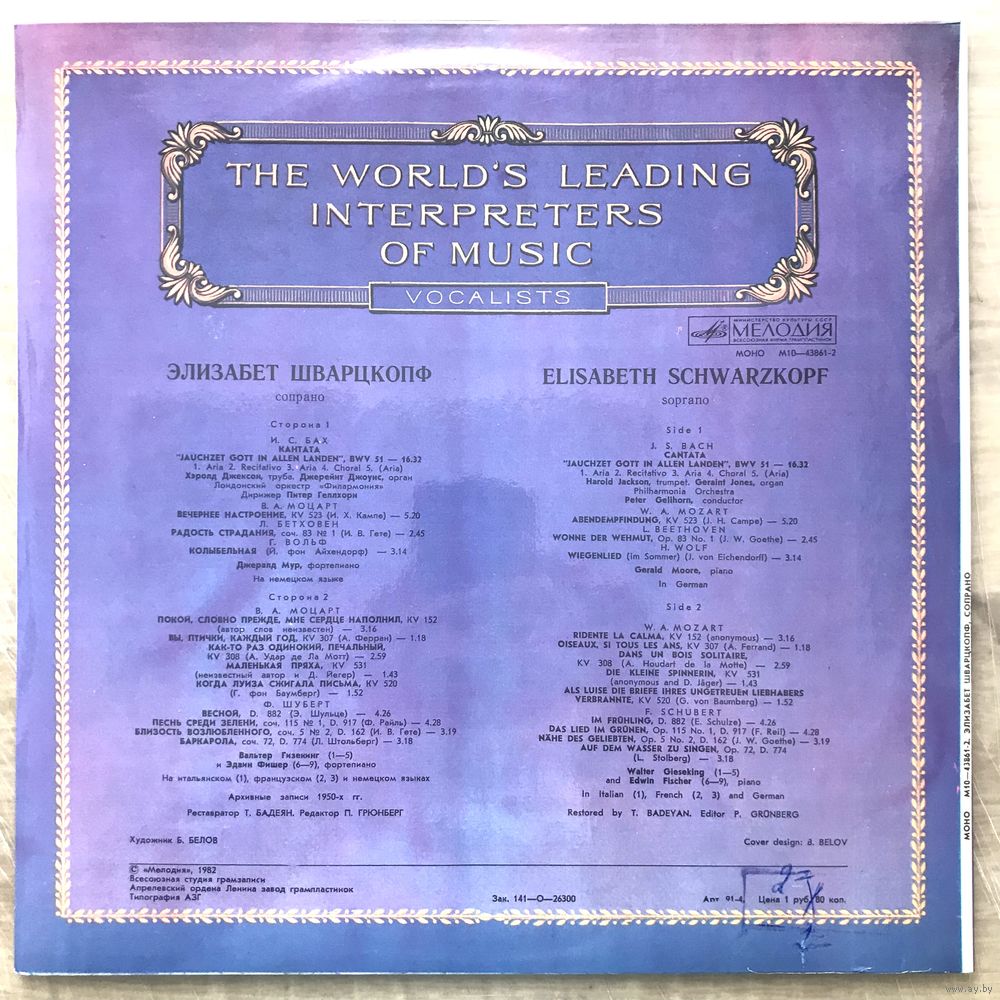 THE WORLD'S LEADING
INTERPRETERS
OF MUSIC
VOCALISTS
МИНИСТЕРСТВО КУЛЬТУРЫ СССР
МЕЛОДИЯ
ВСЕСОЮЗНАЯ ФИРМА ГРАМПЛАСТИНОК
МОНО М10—43861-2
ЭЛИЗАБЕТ ШВАРЦКОПФ
сопрано
Сторона 1
И. С. БАХ
КАНТАТА
"JAUCHZET GOTT IN ALLEN LANDEN", BWV 51 — 16.32
1. Aria 2. Recitativo 3. Aria 4. Choral 5. (Aria)
Хэролд Джексон, труба. Джерейнт Джоунс, орган
Лондонский оркестр «Филармония»
Дирижер Питер Геллхорн
В. А. МОЦАРТ
ВЕЧЕРНЕЕ НАСТРОЕНИЕ, KV 523 (И. Х. Кампе) — 5.20
Л. БЕТХОВЕН
РАДОСТЬ СТРАДАНИЯ, соч. 83 № 1 (И. В. Гете) — 2.45
Г. ВОЛЬФ
КОЛЫБЕЛЬНАЯ (Й. фон Айхендорф) — 3.14
Джералд Мур, фортепиано
На немецком языке
Сторона 2
В. А. МОЦАРТ
ПОКОЙ, СЛОВНО ПРЕЖДЕ, МНЕ СЕРДЦЕ НАПОЛНИЛ, KV 152
(автор слов неизвестен) — 3.16
ВЫ, ПТИЧКИ, КАЖДЫЙ ГОД, KV 307 (А. Ферран) — 1.18
КАК-ТО РАЗ ОДИНОКИЙ, ПЕЧАЛЬНЫЙ,
KV 308 (А. Удар де Ла Мотт) — 2.59
МАЛЕНЬКАЯ ПРЯХА, KV 531
(неизвестный автор и Д. Йегер) — 1.43
КОГДА ЛУИЗА СЖИГАЛА ПИСЬМА, KV 520
(Г. фон Баумберг) — 1.52
Ф. ШУБЕРТ
ВЕСНОЙ, D. 882 (Э. Шульце) — 4.26
ПЕСНЬ СРЕДИ ЗЕЛЕНИ, соч. 115 № 1, D. 917 (Ф. Райль) — 4.28
БЛИЗОСТЬ ВОЗЛЮБЛЕННОГО, соч. 5 № 2, D. 162 (И. В. Гете) — 3.19
БАРКАРОЛА, соч. 72, D. 774 (Л. Штольберг) — 3.18
Вальтер Гизекинг (1—5)
и Эдвин Фишер (6—9), фортепиано
На итальянском (1), французском (2, 3) и немецком языках
Архивные записи 1950-х гг.
Реставратор Т. БАДЕЯН. Редактор П. ГРЮНБЕРГ
Художник Б. БЕЛОВ
ELISABETH SCHWARZKOPF
soprano
Side 1
J. S. BACH
CANTATA
"JAUCHZET GOTT IN ALLEN LANDEN", BWV 51 — 16.32
1. Aria 2. Recitativo 3. Aria 4. Choral 5. (Aria)
Harold Jackson, trumpet. Geraint Jones, organ
Philharmonia Orchestra
Peter Gellhorn, conductor
W. A. MOZART
ABENDEMPFINDUNG, KV 523 (J. H. Campe) — 5.20
L. BEETHOVEN
WONNE DER WEHMUT, Op. 83 No. 1 (J. W. Goethe) — 2.45
H. WOLF
WIEGENLIED (im Sommer) (J. von Eichendorff) — 3.14
Gerald Moore, piano
In German
Side 2
W. A. MOZART
RIDENTE LA CALMA, KV 152 (anonymous) — 3.16
OISEAUX, SI TOUS LES ANS, KV 307 (A. Ferrand) — 1.18
DANS UN BOIS SOLITAIRE,
KV 308 (A. Houdart de la Motte) — 2.59
DIE KLEINE SPINNERIN, KV 531
(anonymous and D. Jäger) — 1.43
ALS LUISE DIE BRIEFE IHRES UNGETREUEN LIEBHABERS
VERBRANNTE, KV 520 (G. von Baumberg) — 1.52
F. SCHUBERT
IM FRÜHLING, D. 882 (E. Schulze) — 4.26
DAS LIED IM GRÜNEN, Op. 115 No. 1, D. 917 (F. Reil) — 4.28
NÄHE DES GELIEBTEN, Op. 5 No. 2, D. 162 (J. W. Goethe) — 3.19
AUF DEM WASSER ZU SINGEN, Op. 72, D. 774
(L. Stolberg) — 3.18
Walter Gieseking (1—5)
and Edwin Fischer (6—9), piano
In Italian (1), French (2, 3) and German
Restored by T. BADEYAN. Editor P. GRÜNBERG
Cover design: B. BELOV
© «Мелодия», 1982
Всесоюзная студия грамзаписи
Апрелевский ордена Ленина завод грампластинок
Типография АЗГ
Зак. 141—О—26300
Апт 91-4. Цена 1 руб. 80 коп.
МОНО М10—43861-2. ЭЛИЗАБЕТ ШВАРЦКОПФ, СОПРАНО
www.ay.by